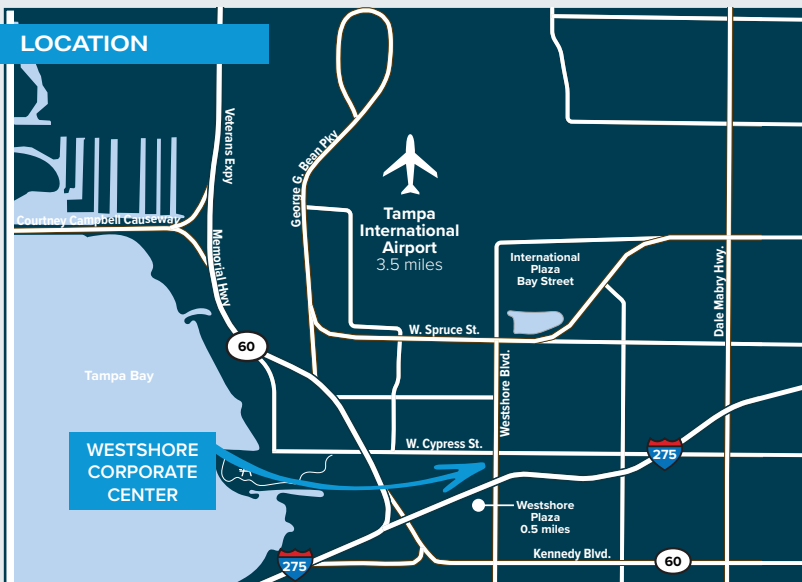 LOCATION
Veterans Expy
George G. Bean Pky
Tampa
International
Airport
3.5 miles
Courtney Campbell Causeway
Memorial Hwy
International
Plaza
Bay Street
Dale Mabry Hwy.
W. Spruce St.
60
Tampa Bay
Westshore Blvd.
WESTSHORE
CORPORATE
CENTER
W. Cypress St.
275
Westshore
Plaza
0.5 miles
Kennedy Blvd.
60
275